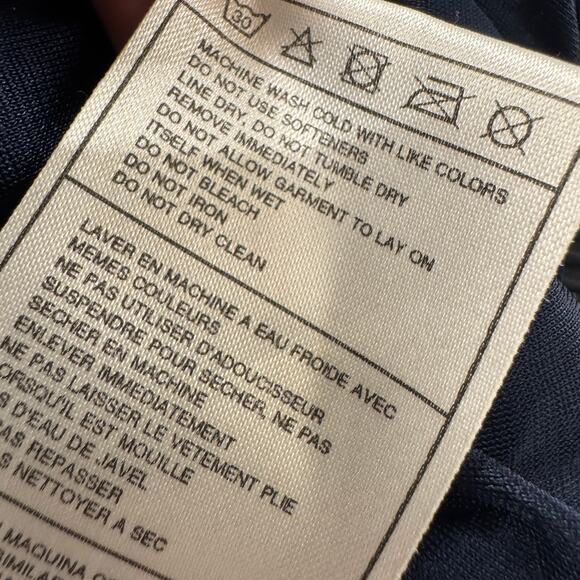 30
MACHINE WASH COLD WITH LIKE COLORS
DO NOT USE SOFTENERS
LINE DRY, DO NOT TUMBLE DRY
REMOVE IMMEDIATELY
DO NOT ALLOW GARMENT TO LAY ON
ITSELF WHEN WET
DO NOT BLEACH
DO NOT IRON
DO NOT DRY CLEAN
LAVER EN MACHINE A EAU FROIDE AVEC
MEMES COULEURS
NE PAS UTILISER D'ADOUCISSEUR
SUSPENDRE POUR SECHER, NE PAS
SECHER EN MACHINE
ENLEVER IMMEDIATEMENT
NE PAS LAISSER LE VETEMENT PLIE
ORSQU'IL EST MOUILLE
S D'EAU DE JAVEL
PAS REPASSER
S NETTOYER A SEC
MAQUINA
SIMILAR